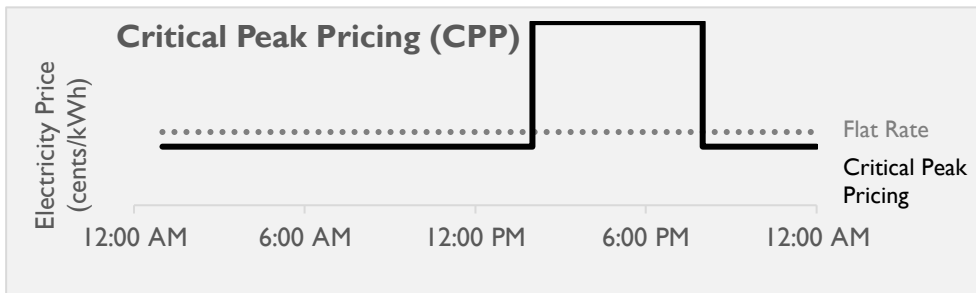 Critical Peak Pricing (CPP)
Electricity Price
(cents/kWh)
Flat Rate
Critical Peak
Pricing
12:00 AM 6:00 AM 12:00 PM 6:00 PM 12:00 AM